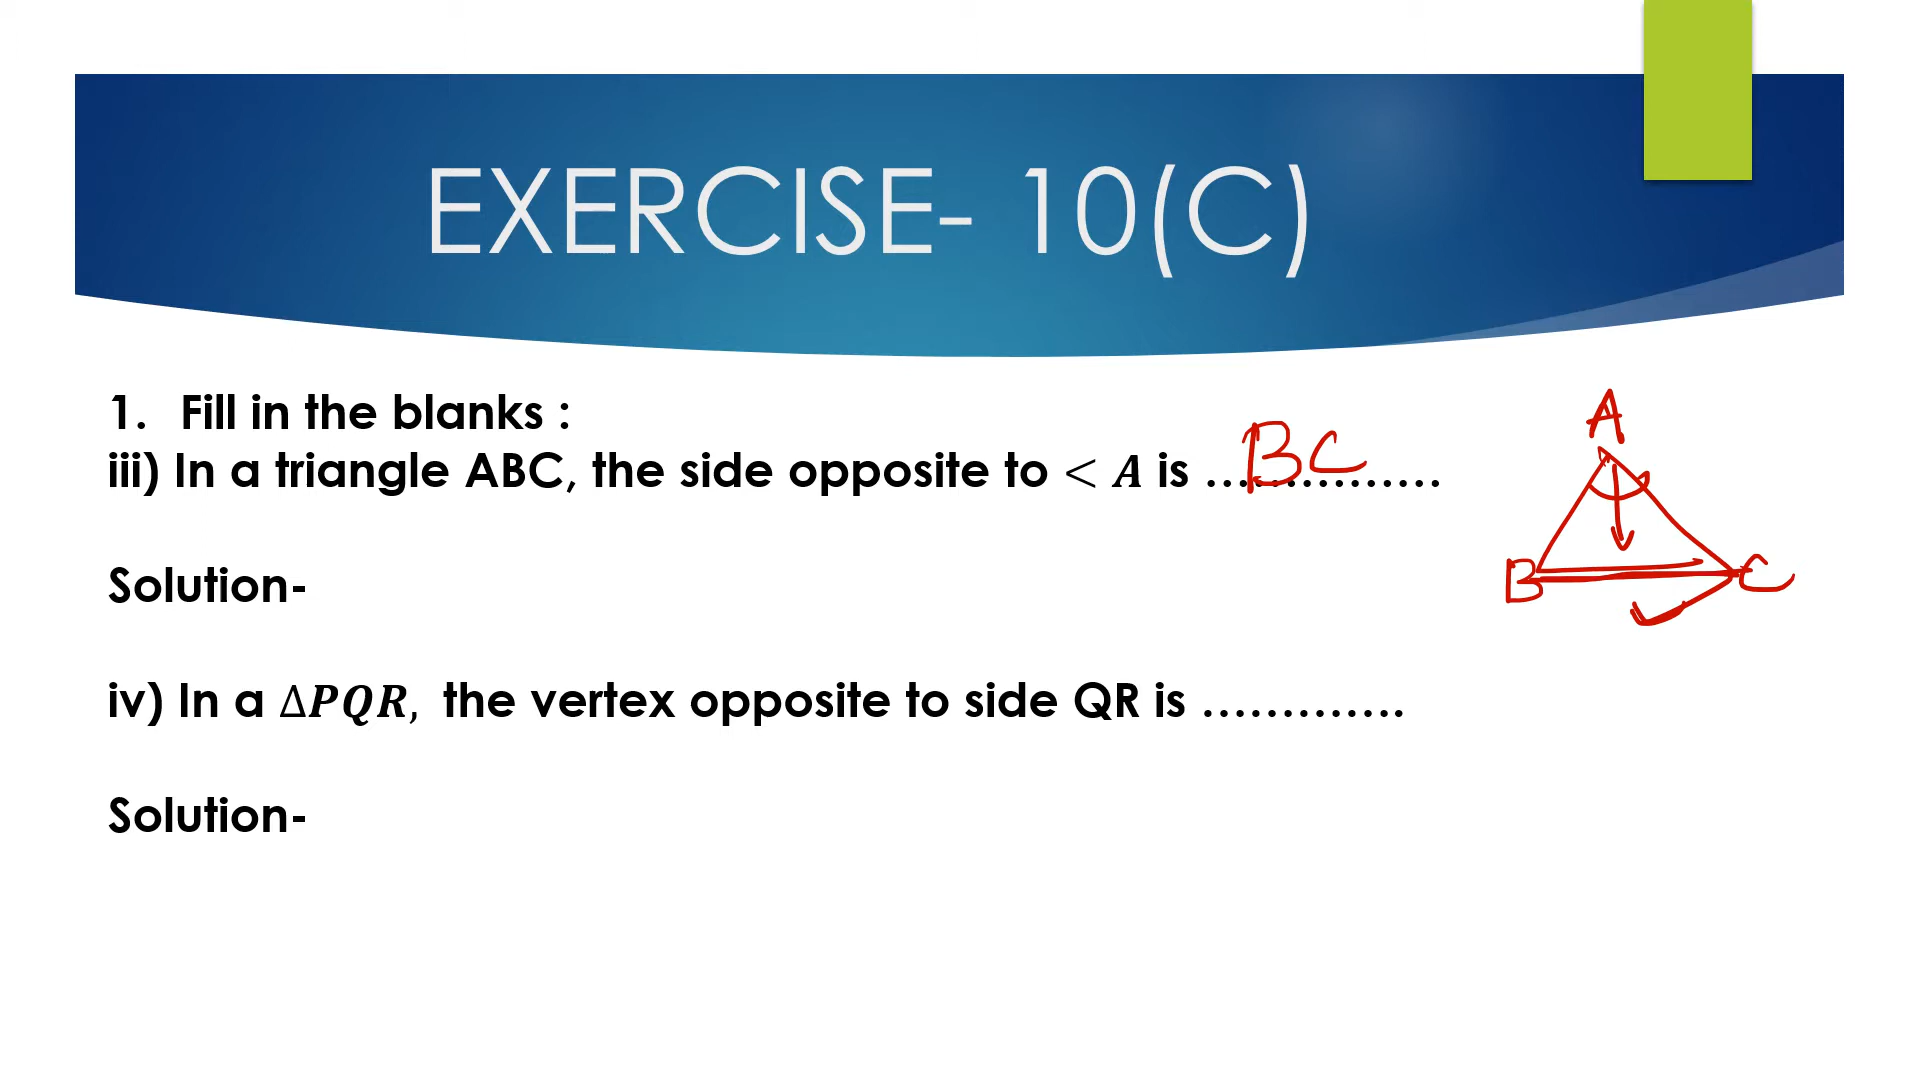 EXERCISE- 10(C)
1. Fill in the blanks :
iii) In a triangle ABC, the side opposite to < A is ............... BC
Solution-
iv) In a ΔPQR, the vertex opposite to side QR is .............
Solution-
A
B C